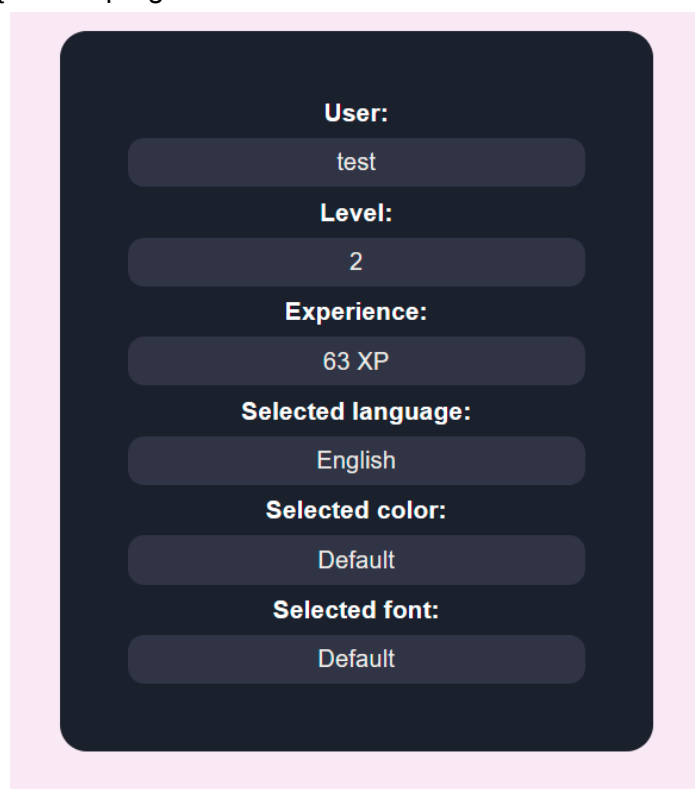 User:
test
Level:
2
Experience:
63 XP
Selected language:
English
Selected color:
Default
Selected font:
Default